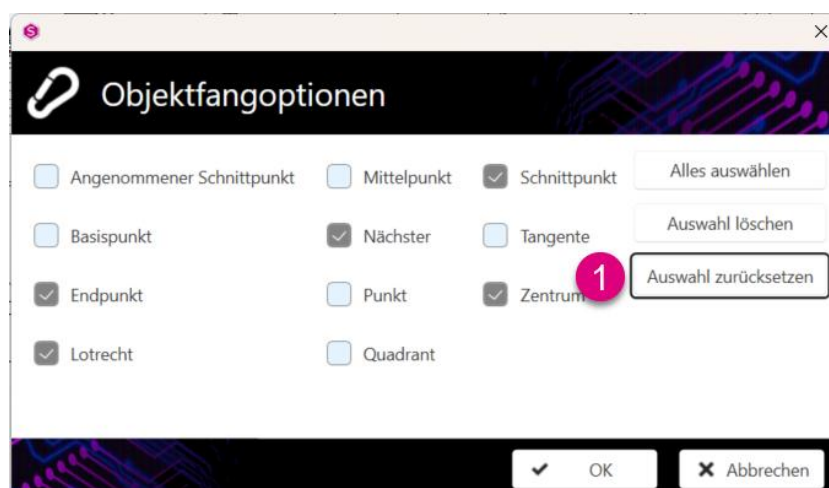 S
Objektfangoptionen
Angenommener Schnittpunkt
Mittelpunkt
Schnittpunkt
Alles auswählen
Basispunkt
Nächster
Tangente
Auswahl löschen
Endpunkt
Punkt
Zentrum
1
Auswahl zurücksetzen
Lotrecht
Quadrant
OK
Abbrechen